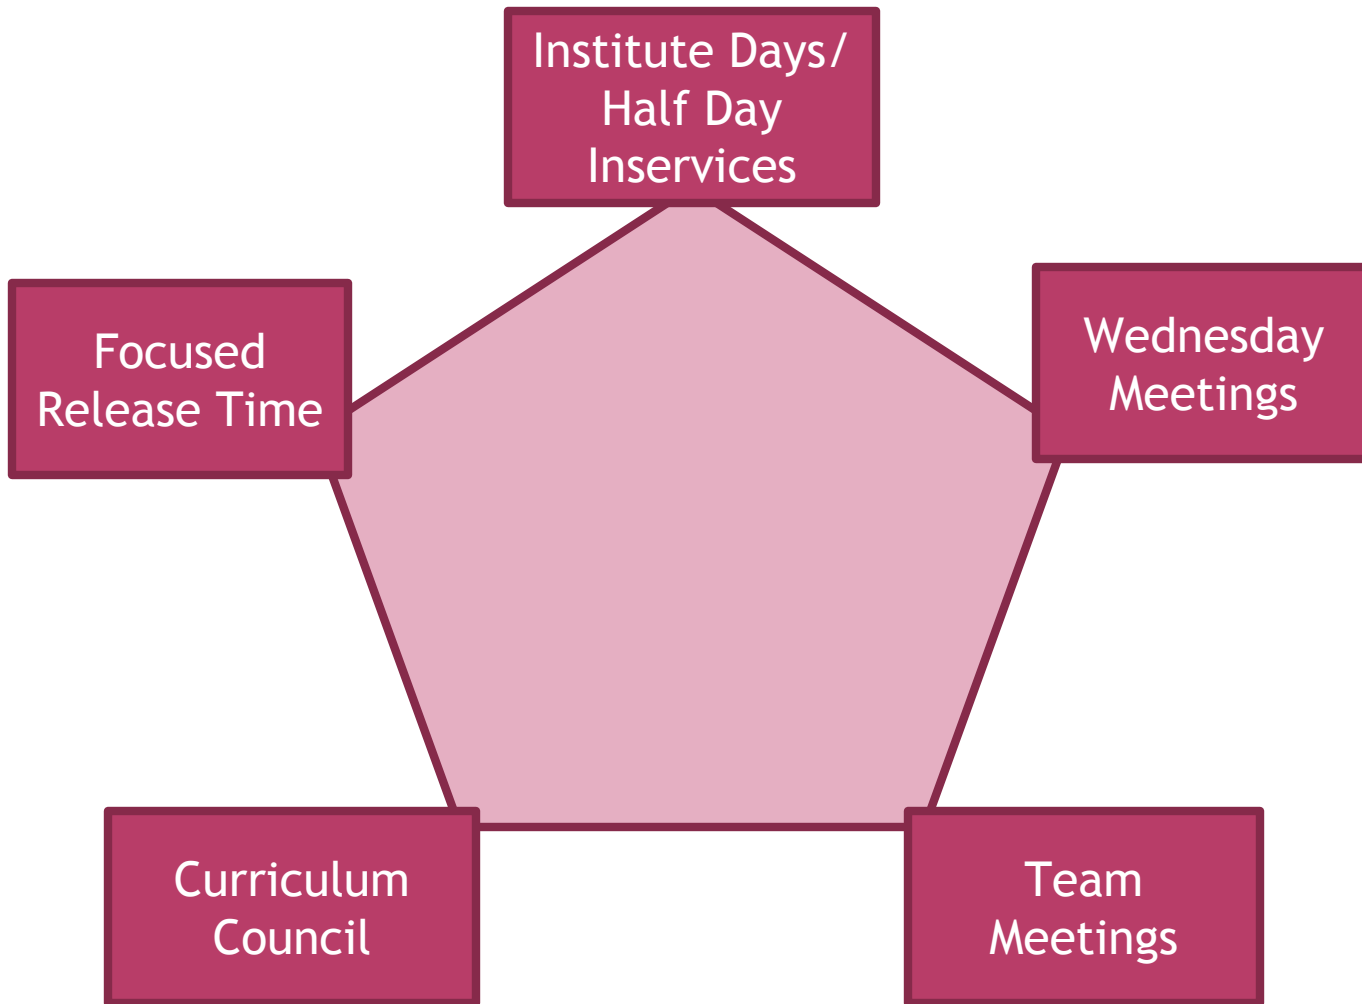 Institute Days/
Half Day
Inservices
Focused
Release Time
Wednesday
Meetings
Curriculum
Council
Team
Meetings